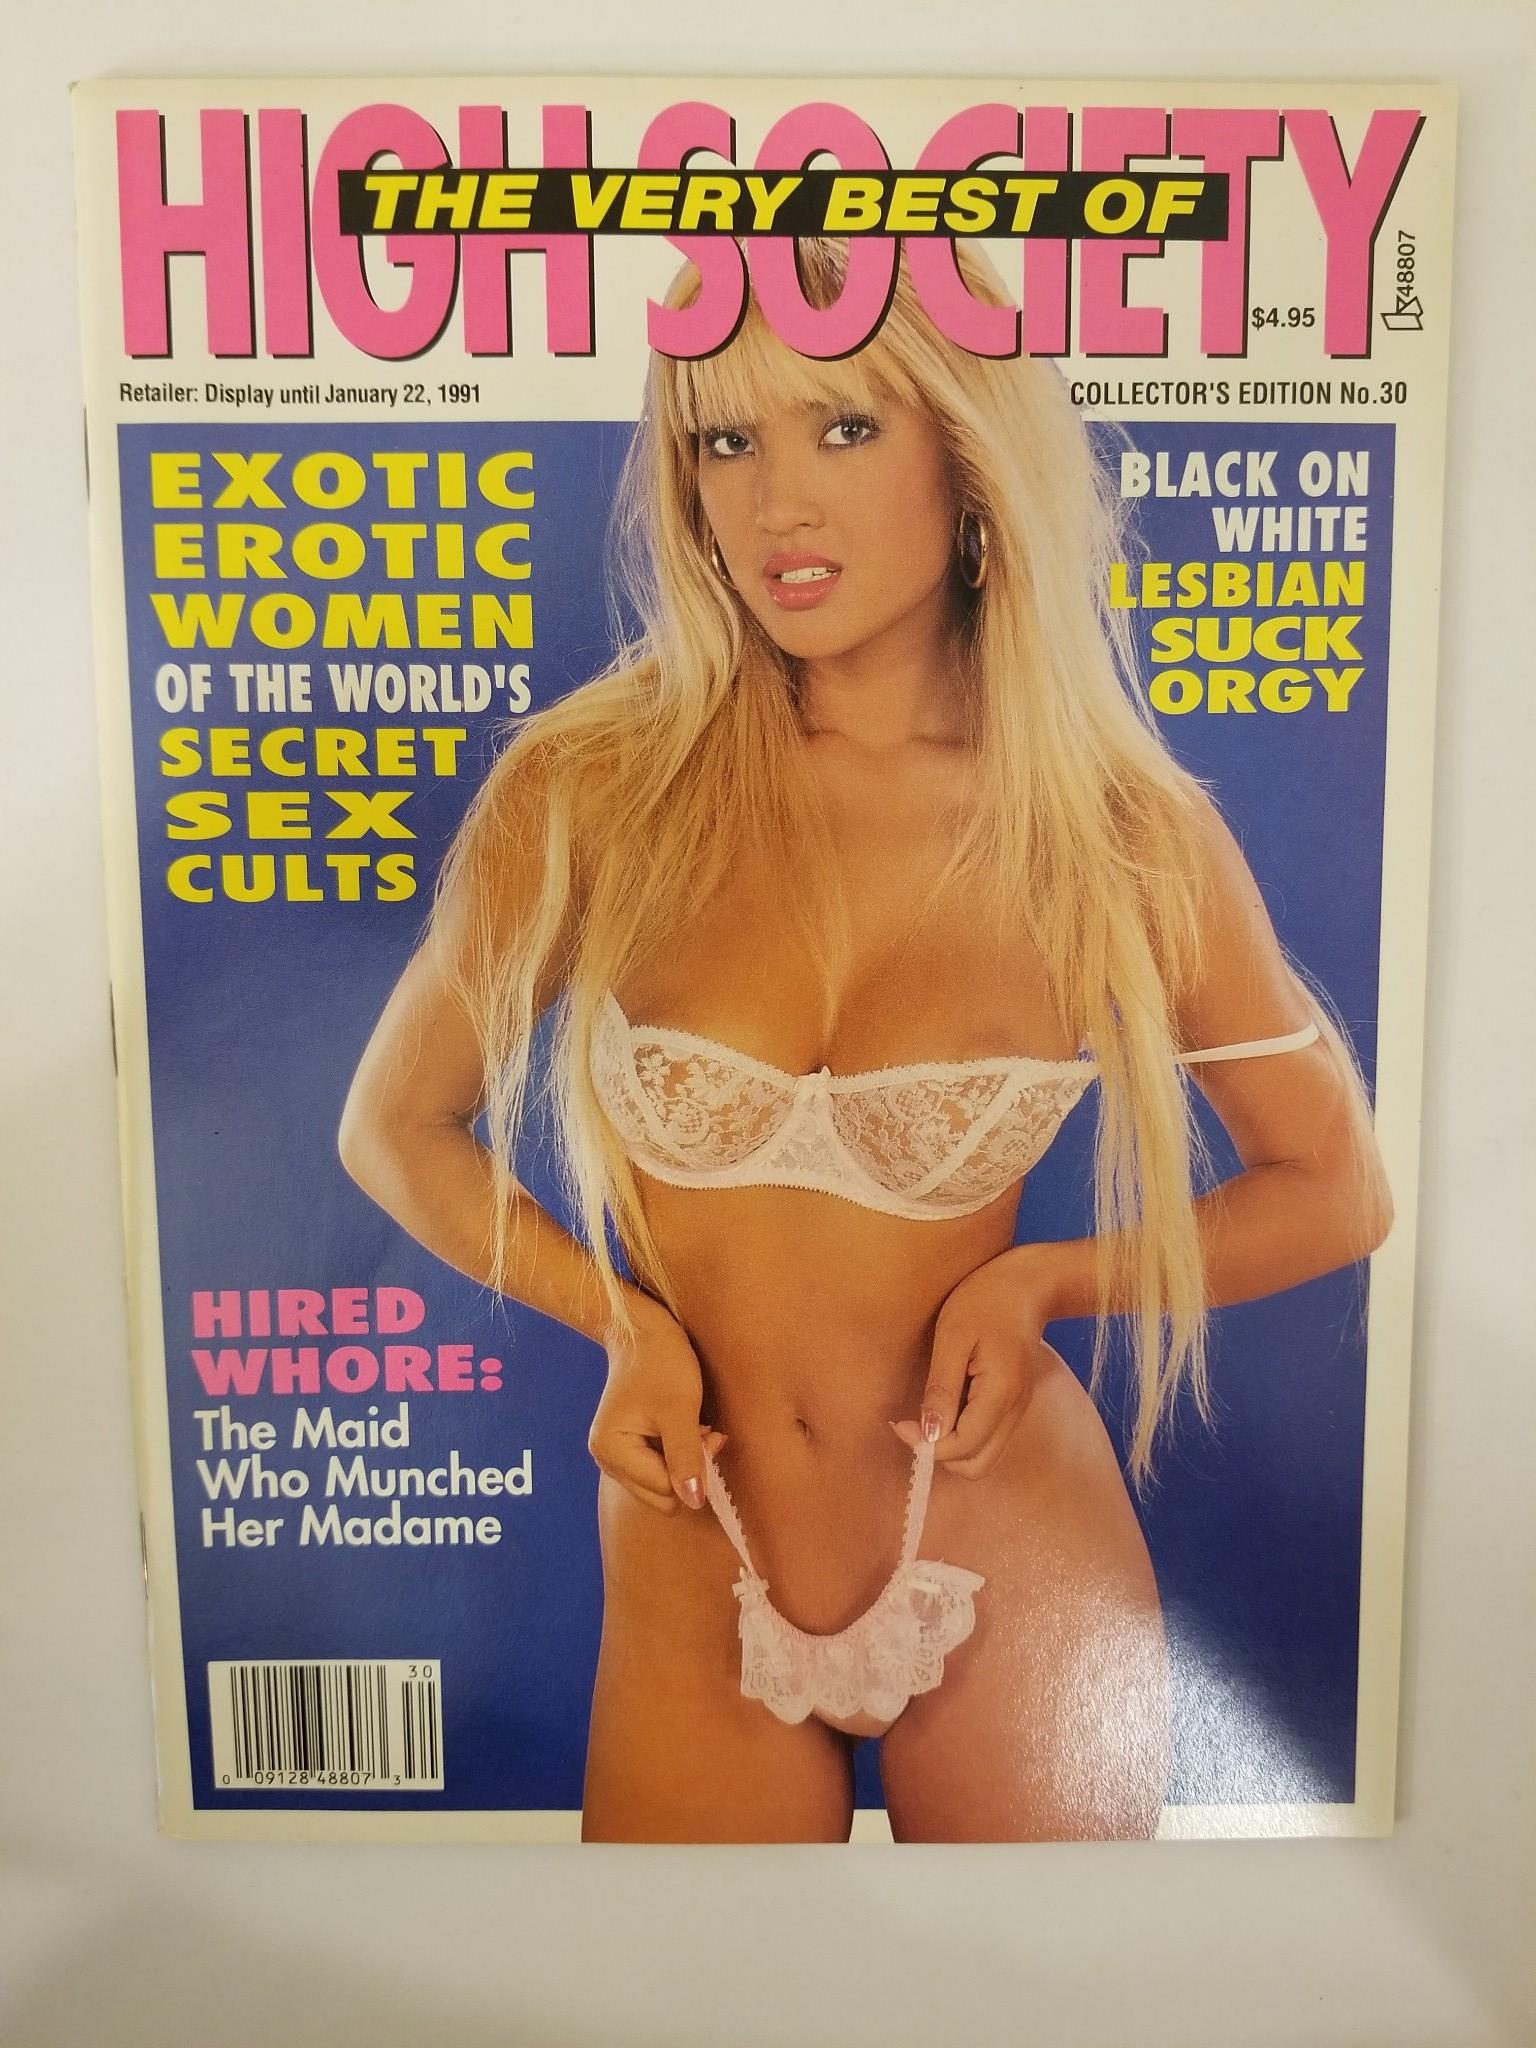 HIGH SOCIETY
THE VERY BEST OF
$4.95
48807
Retailer: Display until January 22, 1991
COLLECTOR'S EDITION No.30
EXOTIC
EROTIC
WOMEN
OF THE WORLD'S
SECRET
SEX
CULTS
BLACK ON
WHITE
LESBIAN
SUCK
ORGY
HIRED
WHORE:
The Maid
Who Munched
Her Madame
30
0 09128 48807 3